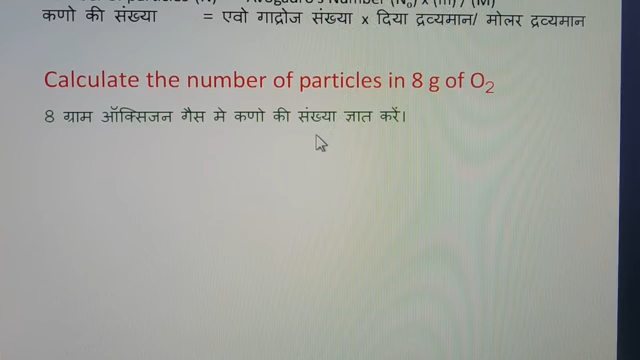 कणो की संख्या = एवो गाद्रोज संख्या x दिया द्रव्यमान/ मोलर द्रव्यमान
Calculate the number of particles in 8 g of O₂
8 ग्राम ऑक्सिजन गैस मे कणो की संख्या ज्ञात करें।